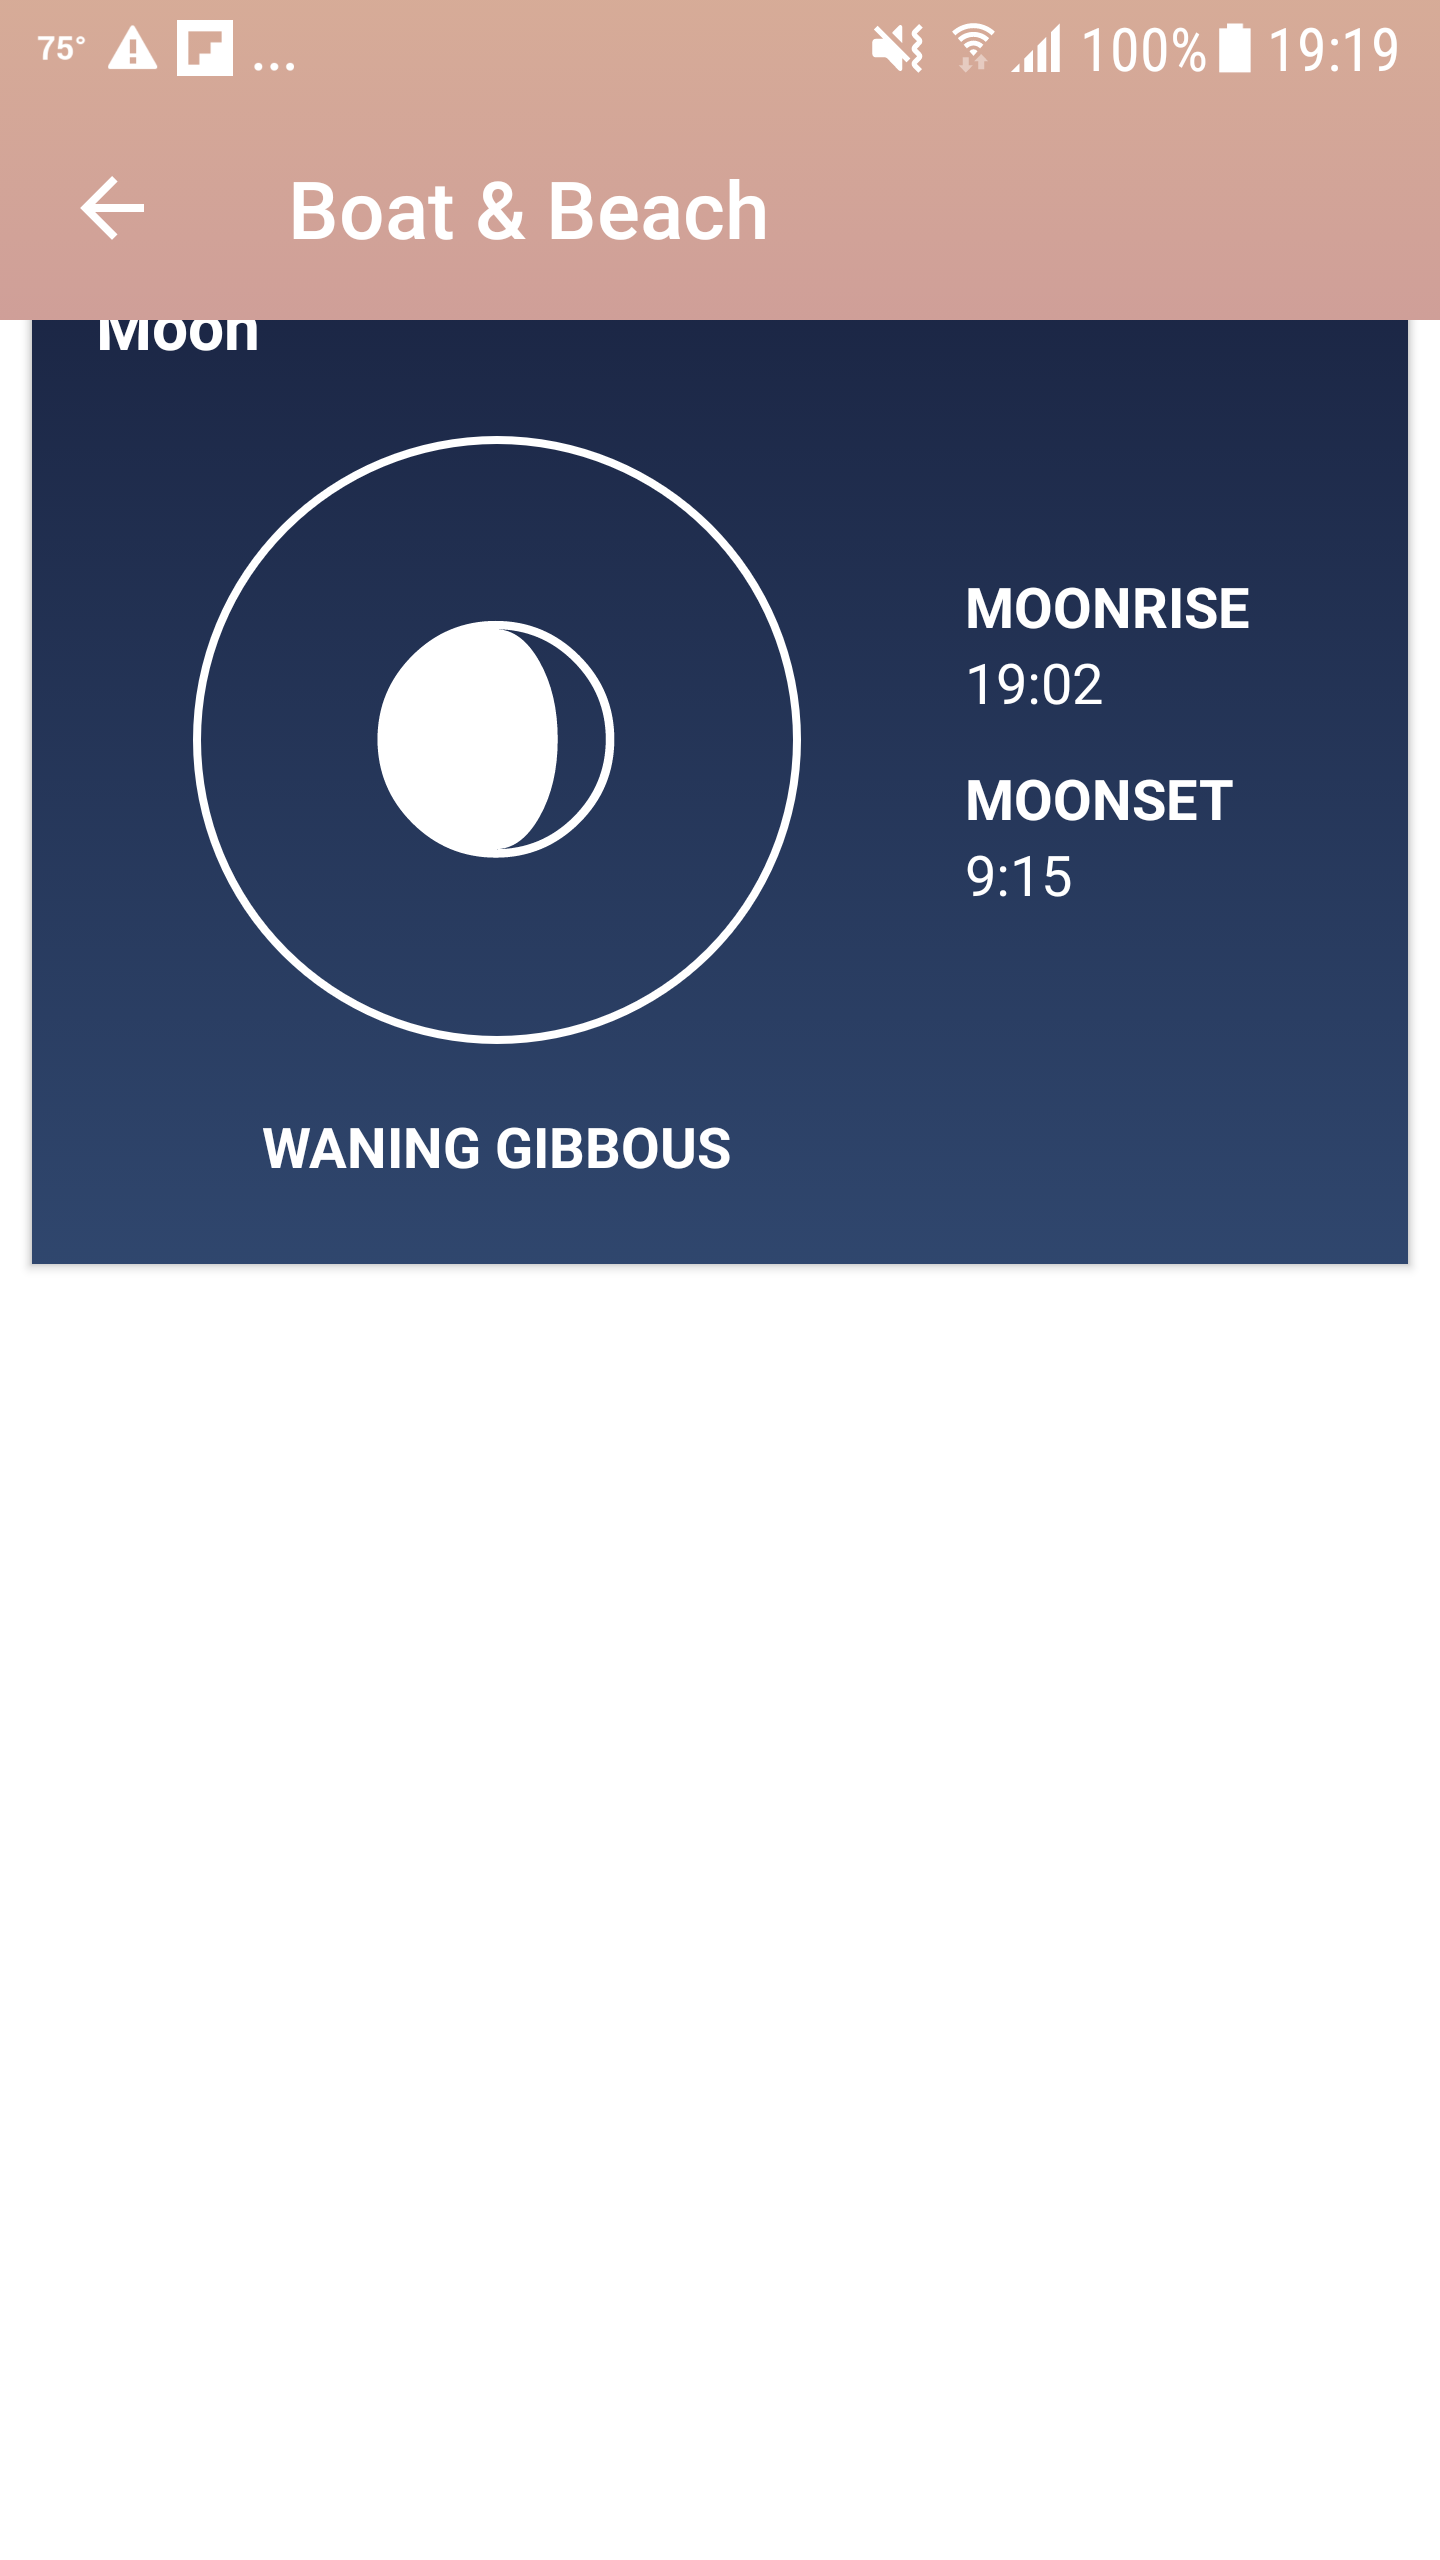 75° ... 100% 19:19
Boat & Beach
Moon
MOONRISE
19:02
MOONSET
9:15
WANING GIBBOUS